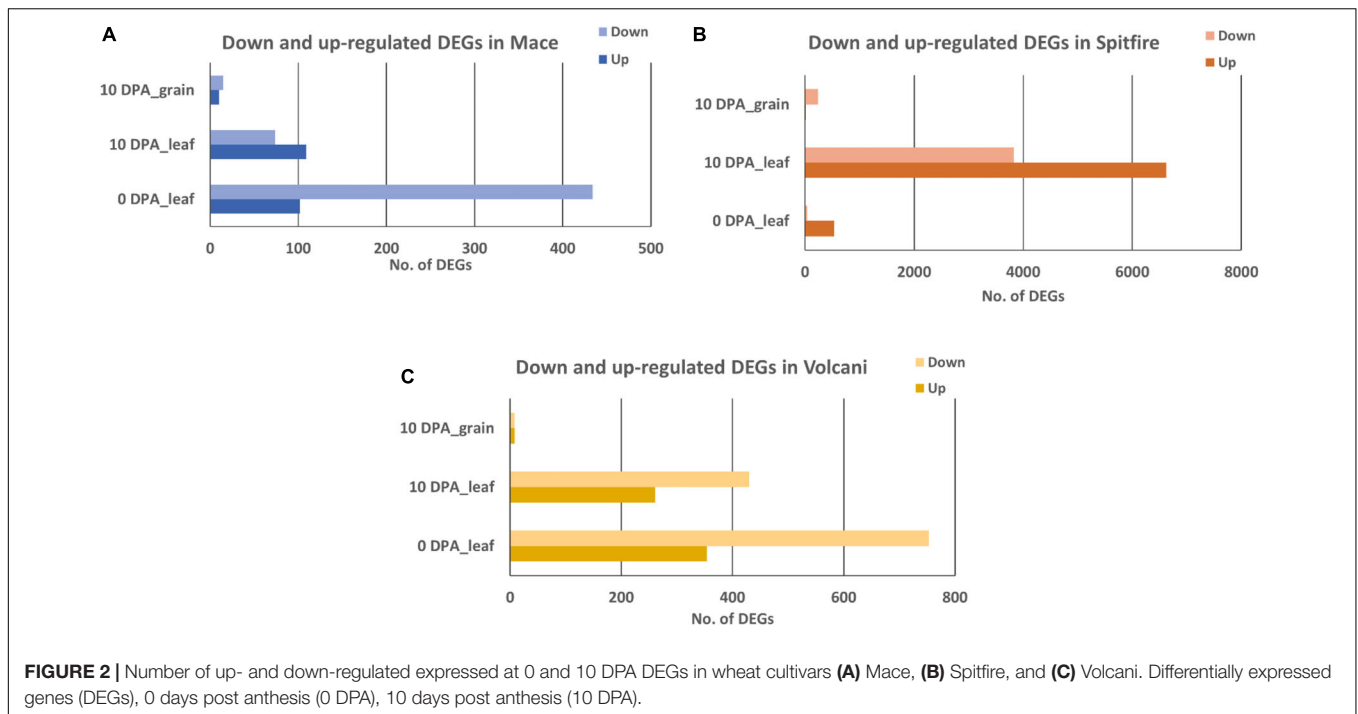 A
Down and up-regulated DEGs in Mace
Down
Up
10 DPA_grain
10 DPA_leaf
0 DPA_leaf
0 100 200 300 400 500
No. of DEGs
B
Down and up-regulated DEGs in Spitfire
Down
Up
10 DPA_grain
10 DPA_leaf
0 DPA_leaf
0 2000 4000 6000 8000
No. of DEGs
C
Down and up-regulated DEGs in Volcani
Down
Up
10 DPA_grain
10 DPA_leaf
0 DPA_leaf
0 200 400 600 800
No. of DEGs
FIGURE 2 | Number of up- and down-regulated expressed at 0 and 10 DPA DEGs in wheat cultivars (A) Mace, (B) Spitfire, and (C) Volcani. Differentially expressed
genes (DEGs), 0 days post anthesis (0 DPA), 10 days post anthesis (10 DPA).